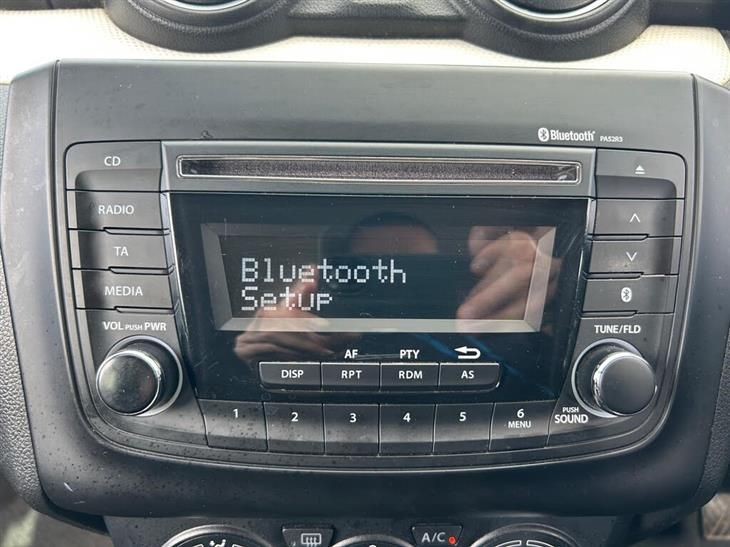 Bluetooth PA52R3
CD
RADIO
TA
MEDIA
VOL PUSH PWR
Bluetooth
Setup
TUNE/FLD
AF PTY
DISP RPT RDM AS
1 2 3 4 5 6
MENU
PUSH
SOUND
A/C